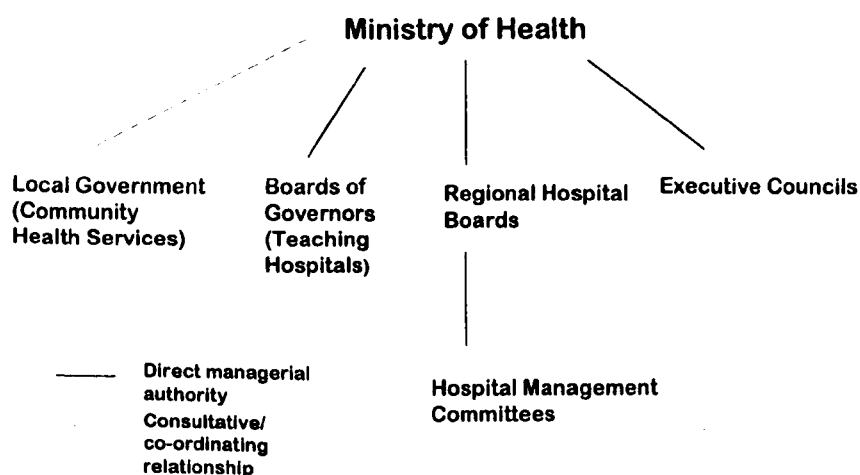 Ministry of Health
Local Government
(Community
Health Services)
Boards of
Governors
(Teaching
Hospitals)
Regional Hospital
Boards
Executive Councils
Hospital Management
Committees
Direct managerial
authority
Consultative/
co-ordinating
relationship